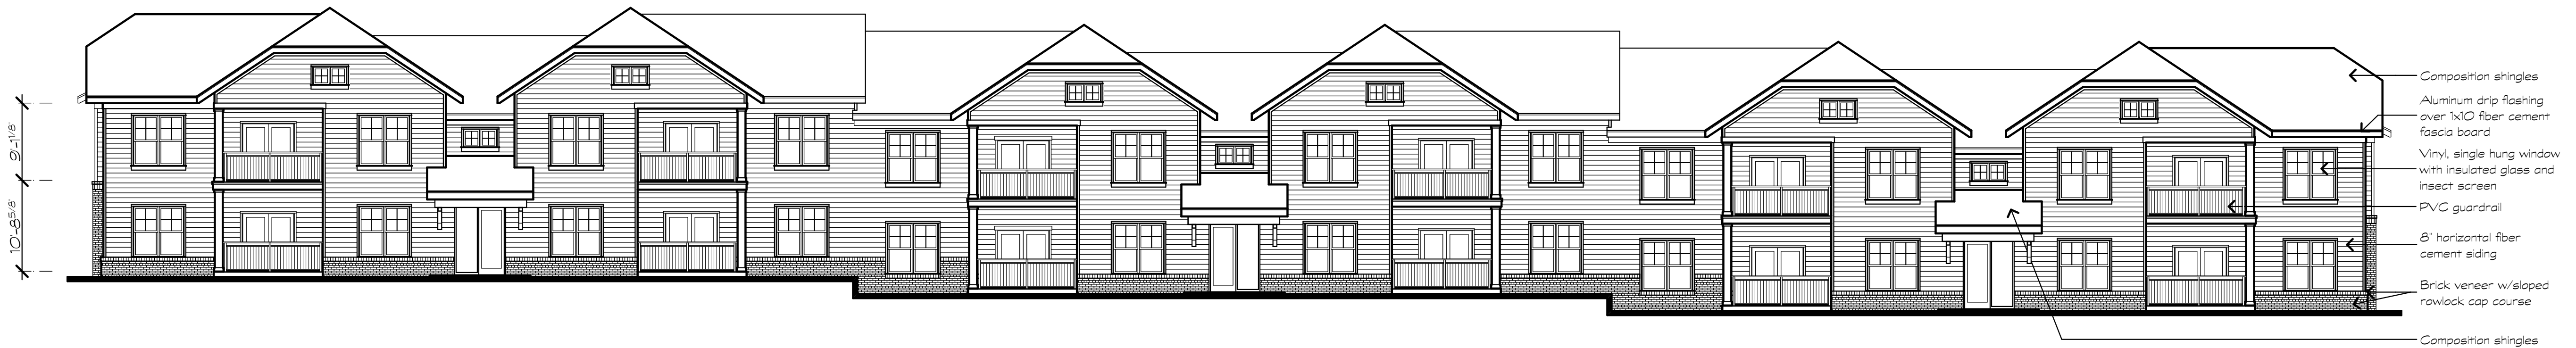 Composition shingles
Aluminum drip flashing
over 1x10 fiber cement
fascia board
Vinyl, single hung window
with insulated glass and
insect screen
PVC guardrail
8" horizontal fiber
cement siding
Brick veneer w/sloped
rowlock cap course
Composition shingles
9'-1 1/8"
10'-8 5/8"